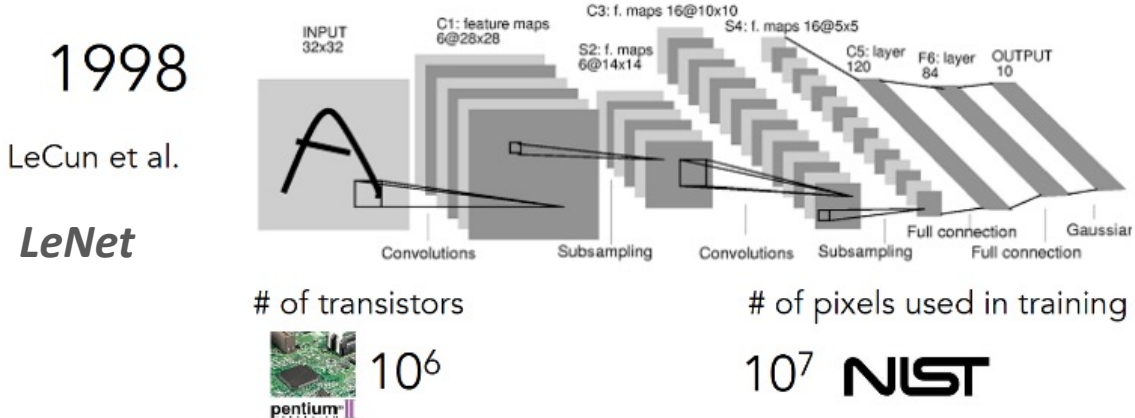 1998
LeCun et al.
LeNet
INPUT
32x32
C1: feature maps
6@28x28
S2: f. maps
6@14x14
C3: f. maps 16@10x10
S4: f. maps 16@5x5
C5: layer
120
F6: layer
84
OUTPUT
10
A
Convolutions
Subsampling
Convolutions
Subsampling
Full connection
Full connection
Gaussian
# of transistors
10⁶
pentium II
# of pixels used in training
10⁷ NIST